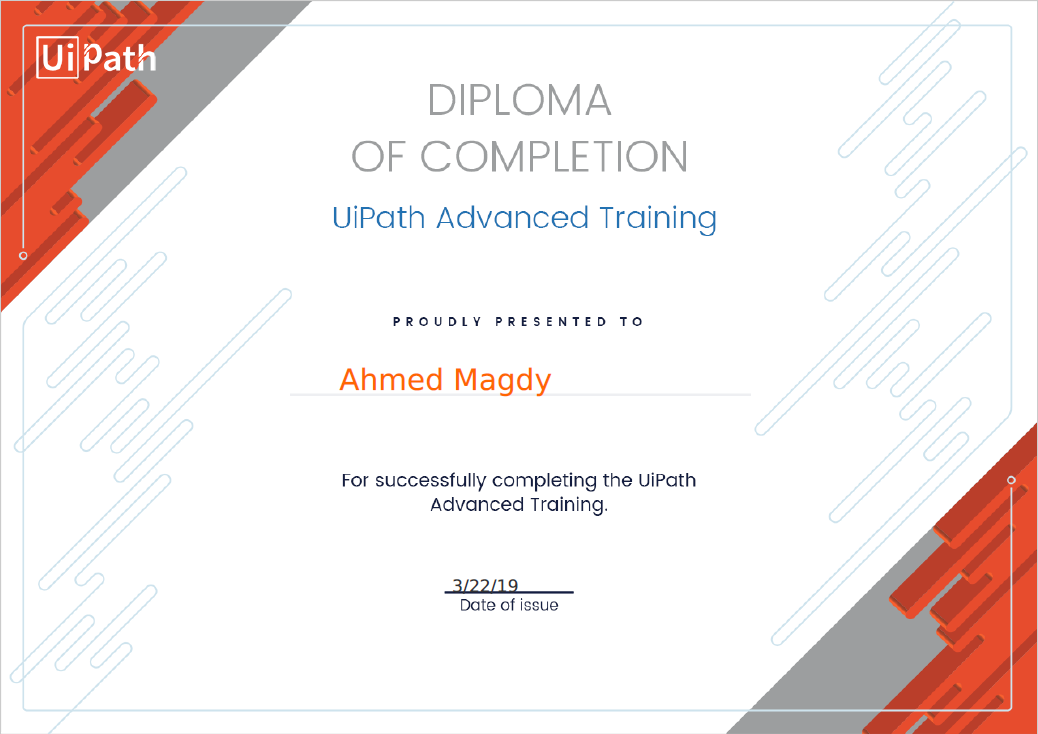 UiPath
DIPLOMA
OF COMPLETION
UiPath Advanced Training
PROUDLY PRESENTED TO
Ahmed Magdy
For successfully completing the UiPath
Advanced Training.
3/22/19
Date of issue